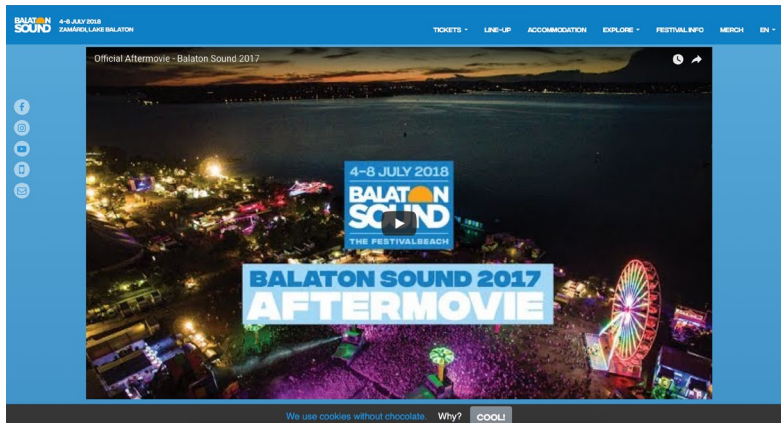 BALATON
SOUND
4-8 JULY 2018
ZAMÁRDI, LAKE BALATON
TICKETS
LINE-UP
ACCOMMODATION
EXPLORE
FESTIVAL INFO
MERCH
EN
Official Aftermovie - Balaton Sound 2017
4-8 JULY 2018
BALATON
SOUND
THE FESTIVALBEACH
BALATON SOUND 2017
AFTERMOVIE
We use cookies without chocolate. Why? COOL!